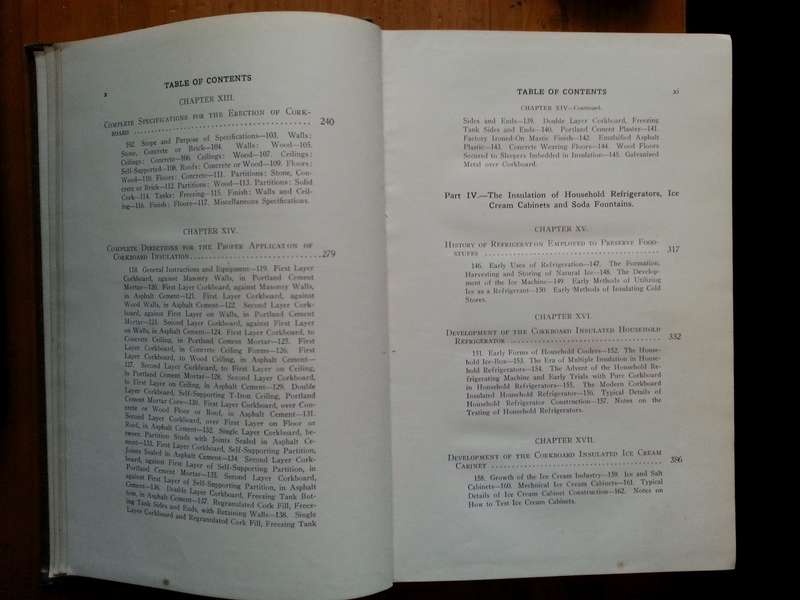 x
TABLE OF CONTENTS
CHAPTER XIII.
COMPLETE SPECIFICATIONS FOR THE ERECTION OF CORK-
BOARD ........ 240
102. Scope and Purpose of Specifications—103. Walls:
Stone, Concrete or Brick—104. Walls: Wood—105.
Ceilings: Concrete—106. Ceilings: Wood—107. Ceilings:
Self-Supported—108. Roofs: Concrete or Wood—109. Floors:
Wood—110. Floors: Concrete—111. Partitions: Stone, Con-
crete or Brick—112. Partitions: Wood—113. Partitions: Solid
Cork—114. Tanks: Freezing—115. Finish: Walls and Ceil-
ing—116. Finish: Floors—117. Miscellaneous Specifications.
CHAPTER XIV.
COMPLETE DIRECTIONS FOR THE PROPER APPLICATION OF
CORKBOARD INSULATION ........ 279
118. General Instructions and Equipment—119. First Layer
Corkboard, against Masonry Walls, in Portland Cement
Mortar—120. First Layer Corkboard, against Masonry Walls,
in Asphalt Cement—121. First Layer Corkboard, against
Wood Walls, in Asphalt Cement—122. Second Layer Cork-
board, against First Layer on Walls, in Portland Cement
Mortar—123. Second Layer Corkboard, against First Layer
on Walls, in Asphalt Cement—124. First Layer Corkboard, to
Concrete Ceiling, in Portland Cement Mortar—125. First
Layer Corkboard, in Concrete Ceiling Forms—126. First
Layer Corkboard, to Wood Ceiling, in Asphalt Cement—
127. Second Layer Corkboard, to First Layer on Ceiling,
in Portland Cement Mortar—128. Second Layer Corkboard,
to First Layer on Ceiling, in Asphalt Cement—129. Double
Layer Corkboard, Self-Supporting T-Iron Ceiling, Portland
Cement Mortar Core—130. First Layer Corkboard, over Con-
crete or Wood Floor or Roof, in Asphalt Cement—131.
Second Layer Corkboard, over First Layer on Floor or
Roof, in Asphalt Cement—132. Single Layer Corkboard, be-
tween Partition Studs with Joints Sealed in Asphalt Ce-
ment—133. First Layer Corkboard, Self-Supporting Partition,
Joints Sealed in Asphalt Cement—134. Second Layer Cork-
board, against First Layer of Self-Supporting Partition, in
Portland Cement Mortar—135. Second Layer Corkboard,
against First Layer of Self-Supporting Partition, in Asphalt
Cement—136. Double Layer Corkboard, Freezing Tank Bot-
tom, in Asphalt Cement—137. Regranulated Cork Fill, Freez-
ing Tank Sides and Ends, with Retaining Walls—138. Single
Layer Corkboard and Regranulated Cork Fill, Freezing Tank
TABLE OF CONTENTS
xi
CHAPTER XIV—Continued.
Sides and Ends—139. Double Layer Corkboard, Freezing
Tank Sides and Ends—140. Portland Cement Plaster—141.
Factory Ironed-On Mastic Finish—142. Emulsified Asphalt
Plastic—143. Concrete Wearing Floors—144. Wood Floors
Secured to Sleepers Imbedded in Insulation—145. Galvanized
Metal over Corkboard.
Part IV.—The Insulation of Household Refrigerators, Ice
Cream Cabinets and Soda Fountains.
CHAPTER XV.
HISTORY OF REFRIGERATION EMPLOYED TO PRESERVE FOOD-
STUFFS ........ 317
146. Early Uses of Refrigeration—147. The Formation,
Harvesting and Storing of Natural Ice—148. The Develop-
ment of the Ice Machine—149. Early Methods of Utilizing
Ice as a Refrigerant—150. Early Methods of Insulating Cold
Stores.
CHAPTER XVI.
DEVELOPMENT OF THE CORKBOARD INSULATED HOUSEHOLD
REFRIGERATOR ........ 332
151. Early Forms of Household Coolers—152. The House-
hold Ice-Box—153. The Era of Multiple Insulation in House-
hold Refrigerators—154. The Advent of the Household Re-
frigerating Machine and Early Trials with Pure Corkboard
in Household Refrigerators—155. The Modern Corkboard
Insulated Household Refrigerator—156. Typical Details of
Household Refrigerator Construction—157. Notes on the
Testing of Household Refrigerators.
CHAPTER XVII.
DEVELOPMENT OF THE CORKBOARD INSULATED ICE CREAM
CABINET ........ 386
158. Growth of the Ice Cream Industry—159. Ice and Salt
Cabinets—160. Mechnical Ice Cream Cabinets—161. Typical
Details of Ice Cream Cabinet Construction—162. Notes on
How to Test Ice Cream Cabinets.